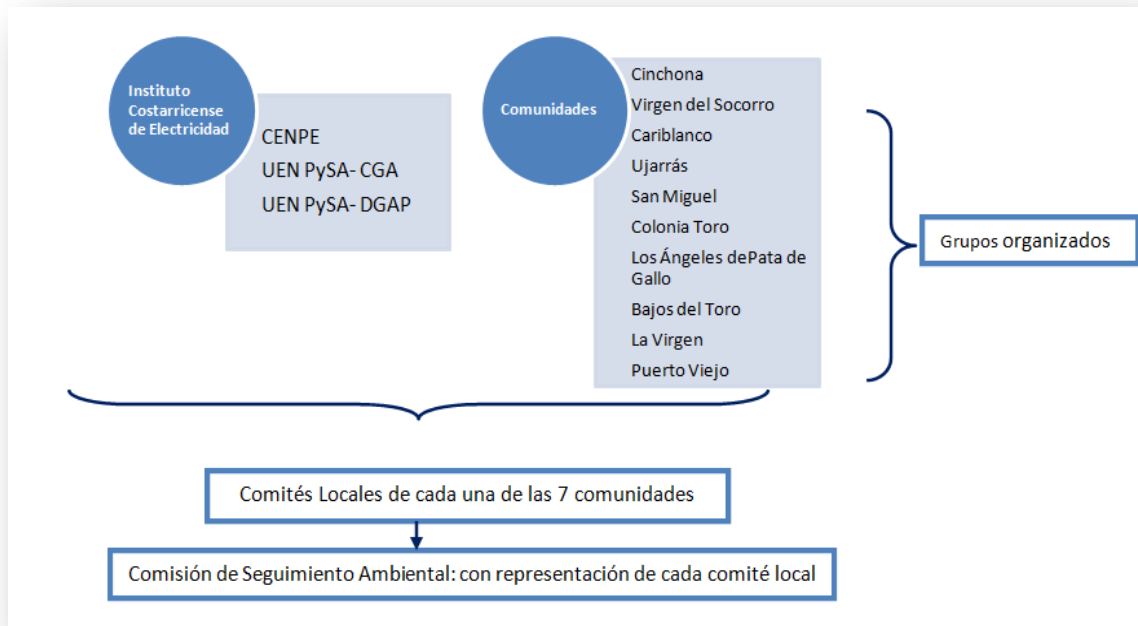 Instituto
Costarricense
de Electricidad
CENPE
UEN PySA- CGA
UEN PySA- DGAP
Comunidades
Cinchona
Virgen del Socorro
Cariblanco
Ujarrás
San Miguel
Colonia Toro
Los Ángeles dePata de
Gallo
Bajos del Toro
La Virgen
Puerto Viejo
Grupos organizados
Comités Locales de cada una de las 7 comunidades
Comisión de Seguimiento Ambiental: con representación de cada comité local